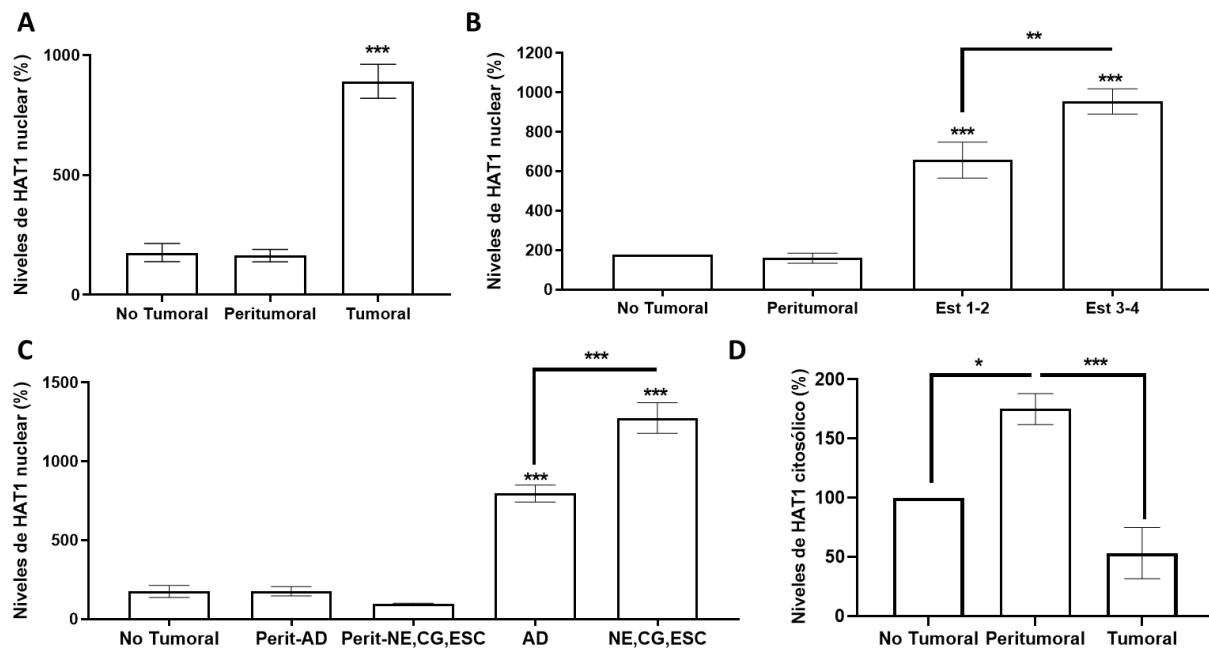 A
Niveles de HAT1 nuclear (%)
1000
500
0
***
No Tumoral
Peritumoral
Tumoral
B
Niveles de HAT1 nuclear (%)
1200
1000
800
600
400
200
0
**
***
***
No Tumoral
Peritumoral
Est 1-2
Est 3-4
C
Niveles de HAT1 nuclear (%)
1500
1000
500
0
***
***
***
No Tumoral
Perit-AD
Perit-NE,CG,ESC
AD
NE,CG,ESC
D
Niveles de HAT1 citosólico (%)
200
150
100
50
0
*
***
No Tumoral
Peritumoral
Tumoral